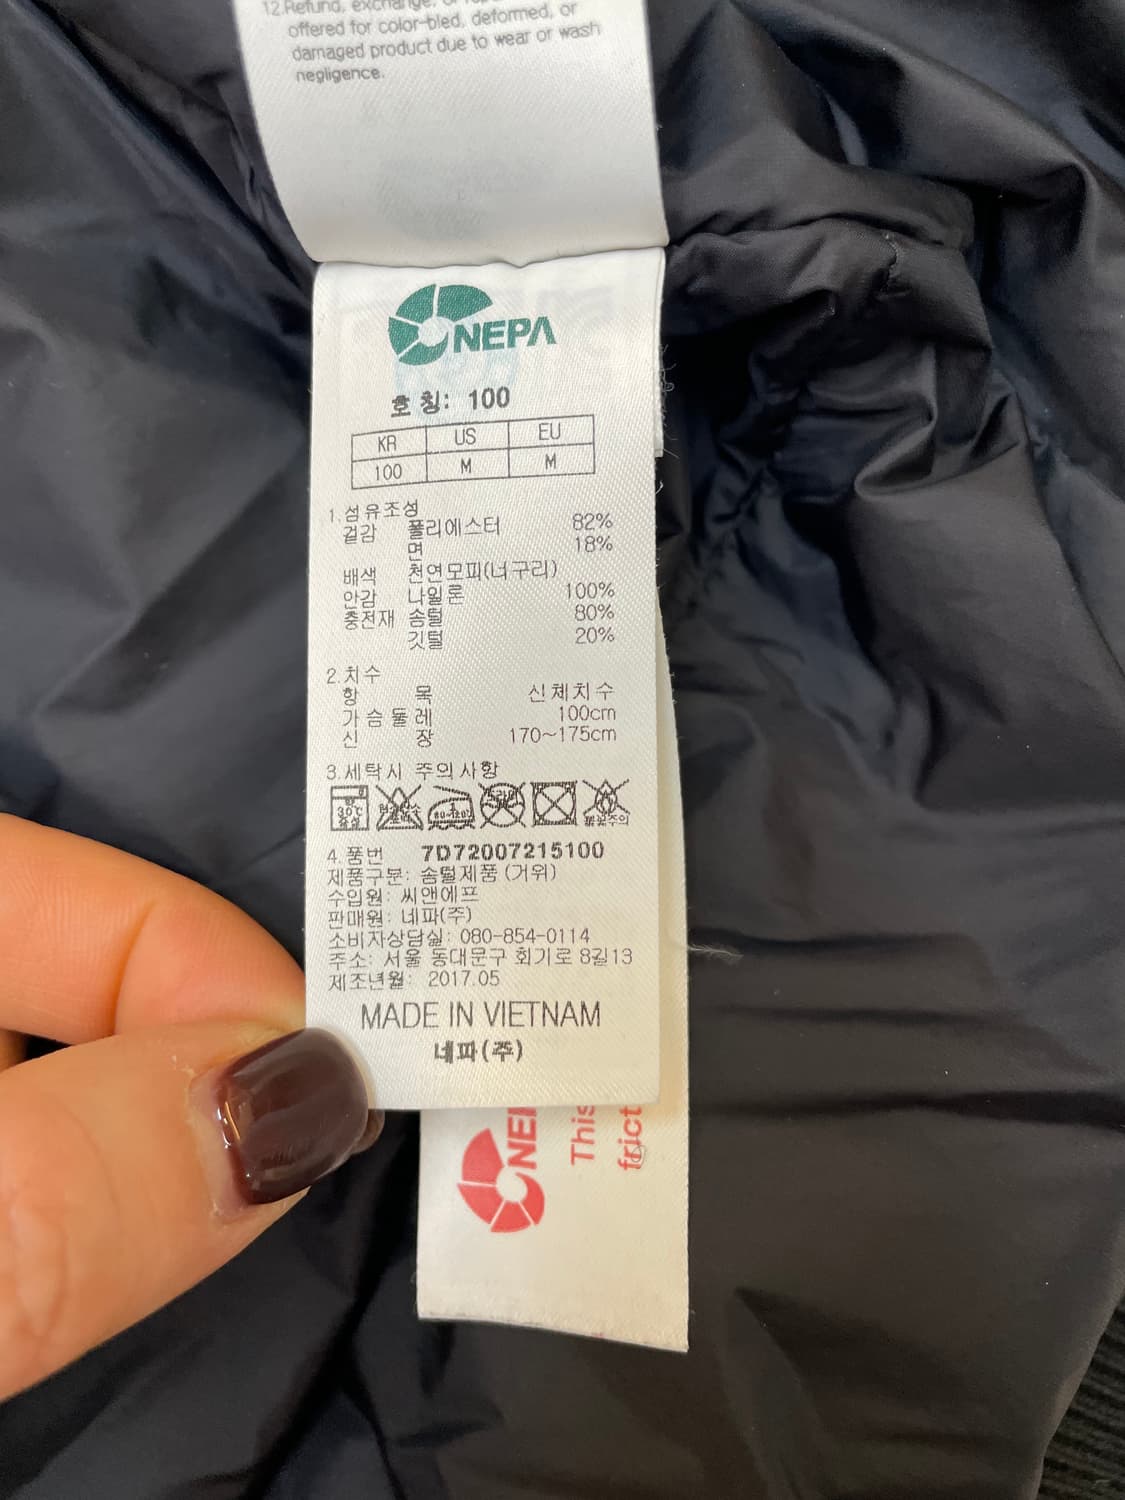 12.Refund, exchange, or
offered for color-bled, deformed, or
damaged product due to wear or wash
negligence.
NEPA
호 칭: 100
KR US EU
100 M M
1.섬유조성
겉감 폴리에스터 82%
면 18%
배색 천연모피(너구리)
안감 나일론 100%
충전재 솜털 80%
깃털 20%
2.치수
항 목 신체치수
가슴둘레 100cm
신 장 170~175cm
3.세탁시 주의사항
30℃
80~120℃
4.품번 7D72007215100
제품구분: 솜털제품 (거위)
수입원: 씨앤에프
판매원: 네파(주)
소비자상담실: 080-854-0114
주소: 서울 동대문구 회기로 8길13
제조년월: 2017.05
MADE IN VIETNAM
네파(주)
This
frict